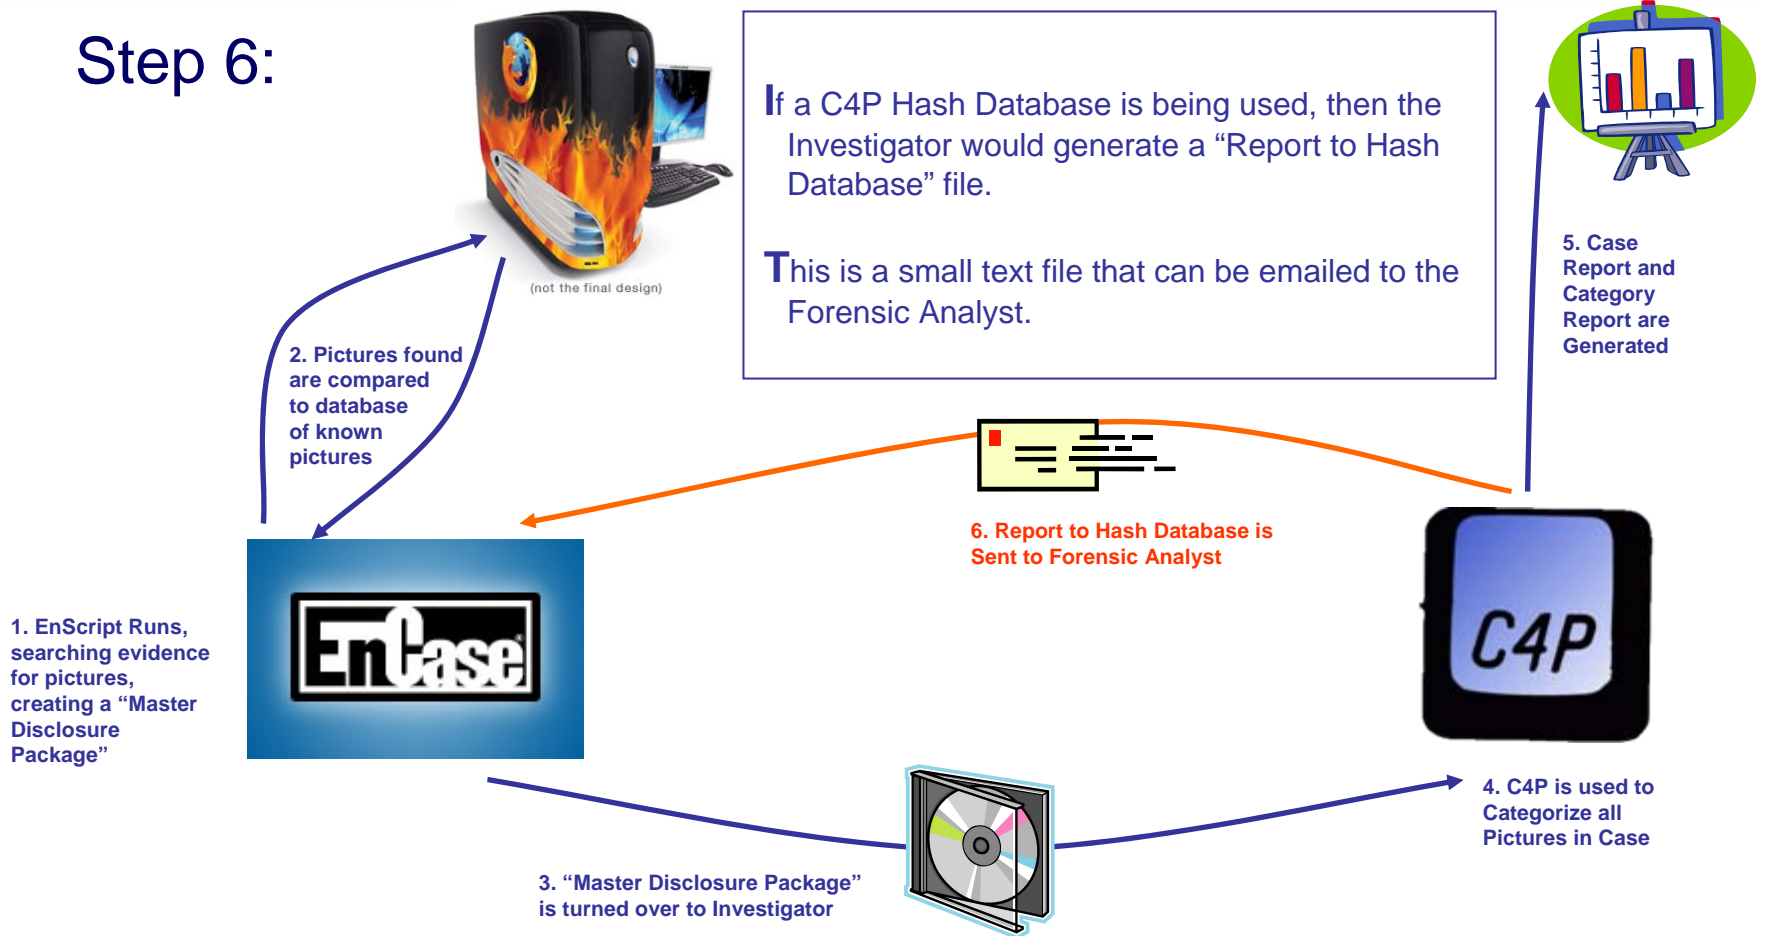 Step 6:
(not the final design)
If a C4P Hash Database is being used, then the
Investigator would generate a “Report to Hash
Database” file.
This is a small text file that can be emailed to the
Forensic Analyst.
5. Case
Report and
Category
Report are
Generated
2. Pictures found
are compared
to database
of known
pictures
6. Report to Hash Database is
Sent to Forensic Analyst
EnCase®
C4P
1. EnScript Runs,
searching evidence
for pictures,
creating a “Master
Disclosure
Package”
4. C4P is used to
Categorize all
Pictures in Case
3. “Master Disclosure Package”
is turned over to Investigator